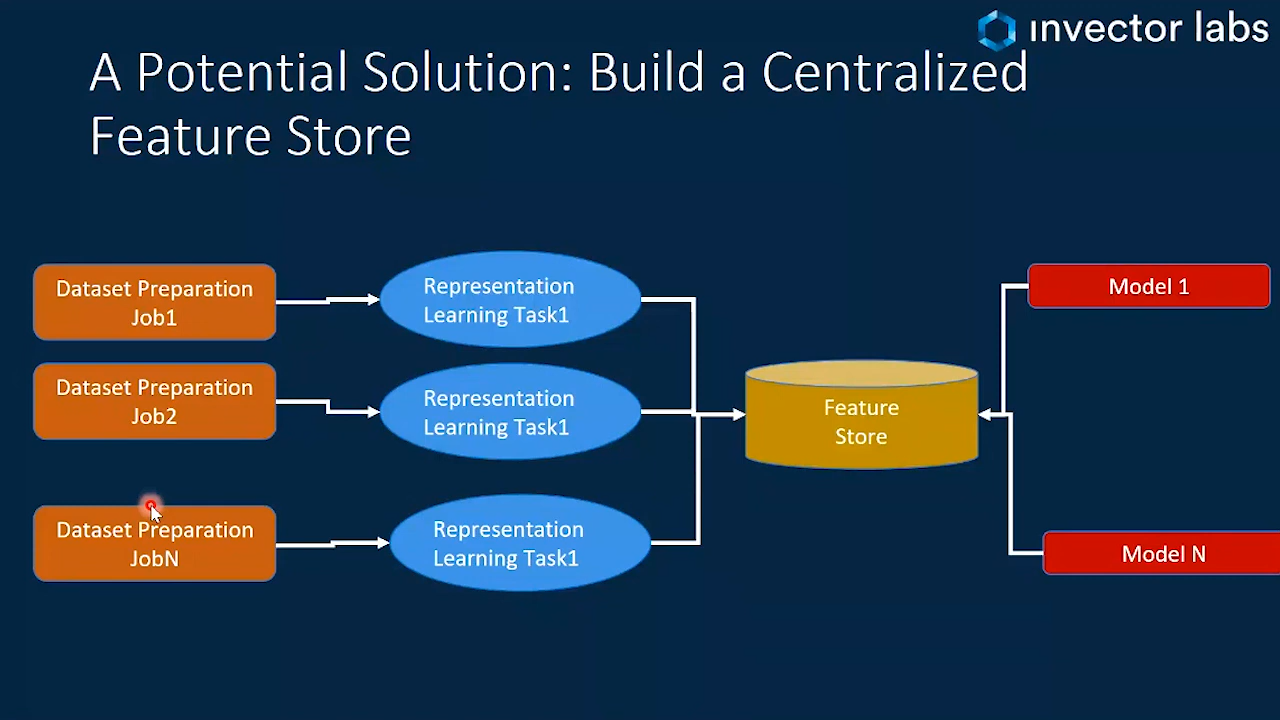 invector labs
A Potential Solution: Build a Centralized
Feature Store
Dataset Preparation
Job1
Representation
Learning Task1
Model 1
Dataset Preparation
Job2
Representation
Learning Task1
Feature
Store
Dataset Preparation
JobN
Representation
Learning Task1
Model N